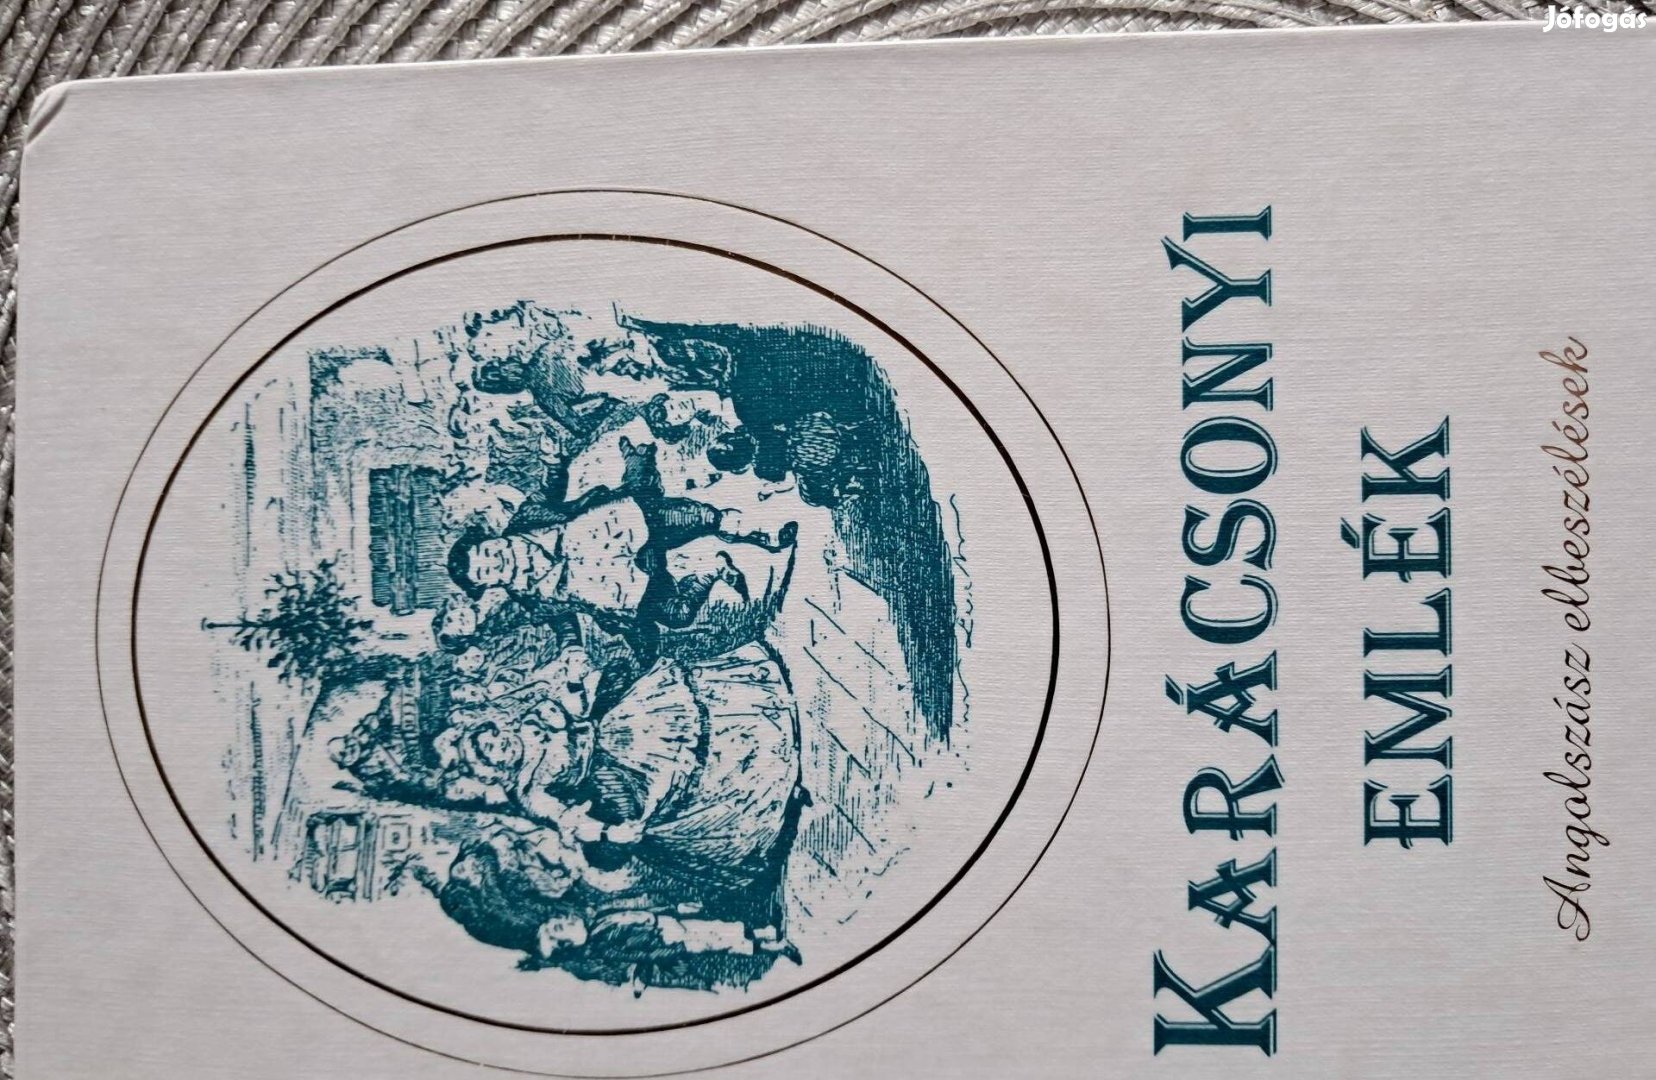 Jófogás
KARÁCSONYI
EMLÉK
Angolszász elbeszélések